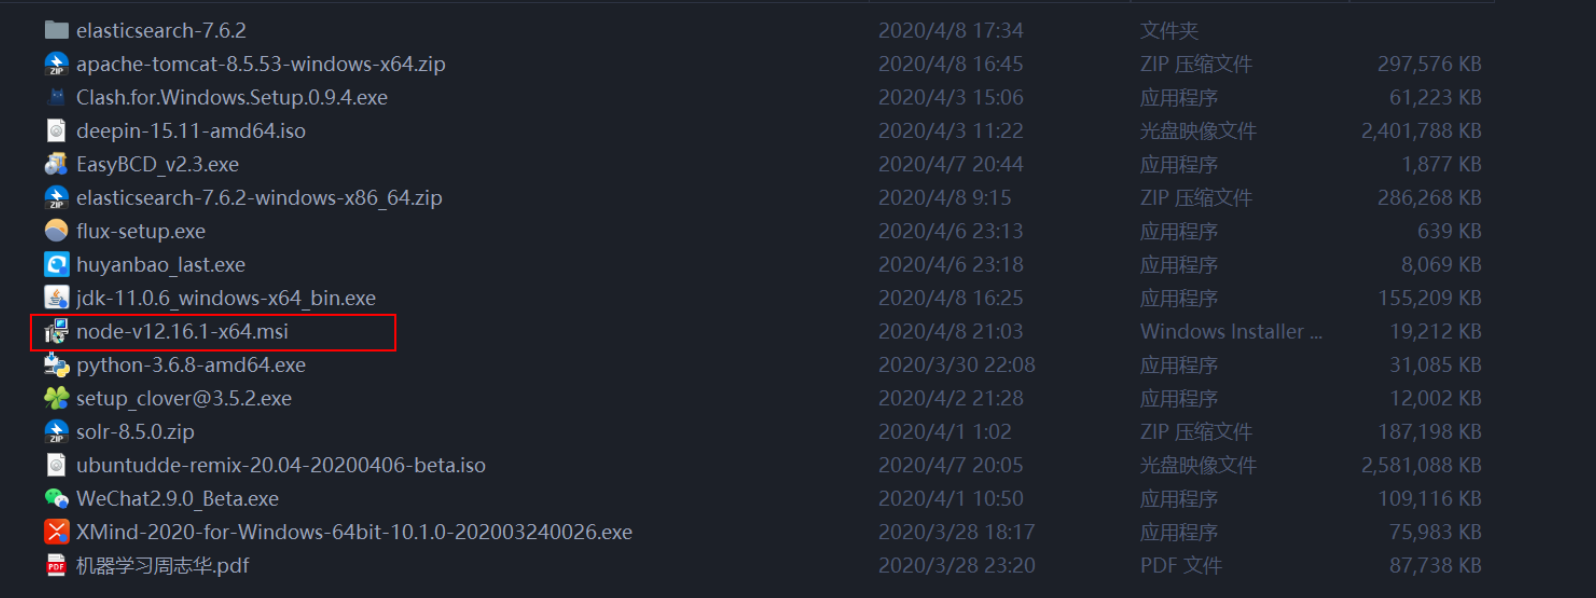 elasticsearch-7.6.2 2020/4/8 17:34 文件夹
apache-tomcat-8.5.53-windows-x64.zip 2020/4/8 16:45 ZIP 压缩文件 297,576 KB
Clash.for.Windows.Setup.0.9.4.exe 2020/4/3 15:06 应用程序 61,223 KB
deepin-15.11-amd64.iso 2020/4/3 11:22 光盘映像文件 2,401,788 KB
EasyBCD_v2.3.exe 2020/4/7 20:44 应用程序 1,877 KB
elasticsearch-7.6.2-windows-x86_64.zip 2020/4/8 9:15 ZIP 压缩文件 286,268 KB
flux-setup.exe 2020/4/6 23:13 应用程序 639 KB
huyanbao_last.exe 2020/4/6 23:18 应用程序 8,069 KB
jdk-11.0.6_windows-x64_bin.exe 2020/4/8 16:25 应用程序 155,209 KB
node-v12.16.1-x64.msi 2020/4/8 21:03 Windows Installer ... 19,212 KB
python-3.6.8-amd64.exe 2020/3/30 22:08 应用程序 31,085 KB
setup_clover@3.5.2.exe 2020/4/2 21:28 应用程序 12,002 KB
solr-8.5.0.zip 2020/4/1 1:02 ZIP 压缩文件 187,198 KB
ubuntudde-remix-20.04-20200406-beta.iso 2020/4/7 20:05 光盘映像文件 2,581,088 KB
WeChat2.9.0_Beta.exe 2020/4/1 10:50 应用程序 109,116 KB
XMind-2020-for-Windows-64bit-10.1.0-202003240026.exe 2020/3/28 18:17 应用程序 75,983 KB
机器学习周志华.pdf 2020/3/28 23:20 PDF 文件 87,738 KB